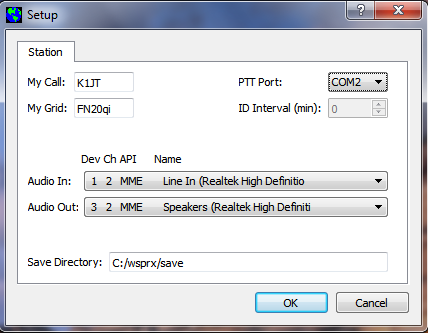 Setup
?
Station
My Call: K1JT PTT Port: COM2
My Grid: FN20qi ID Interval (min): 0
Dev Ch API Name
Audio In: 1 2 MME Line In (Realtek High Definitio
Audio Out: 3 2 MME Speakers (Realtek High Definiti
Save Directory: C:/wsprx/save
OK Cancel